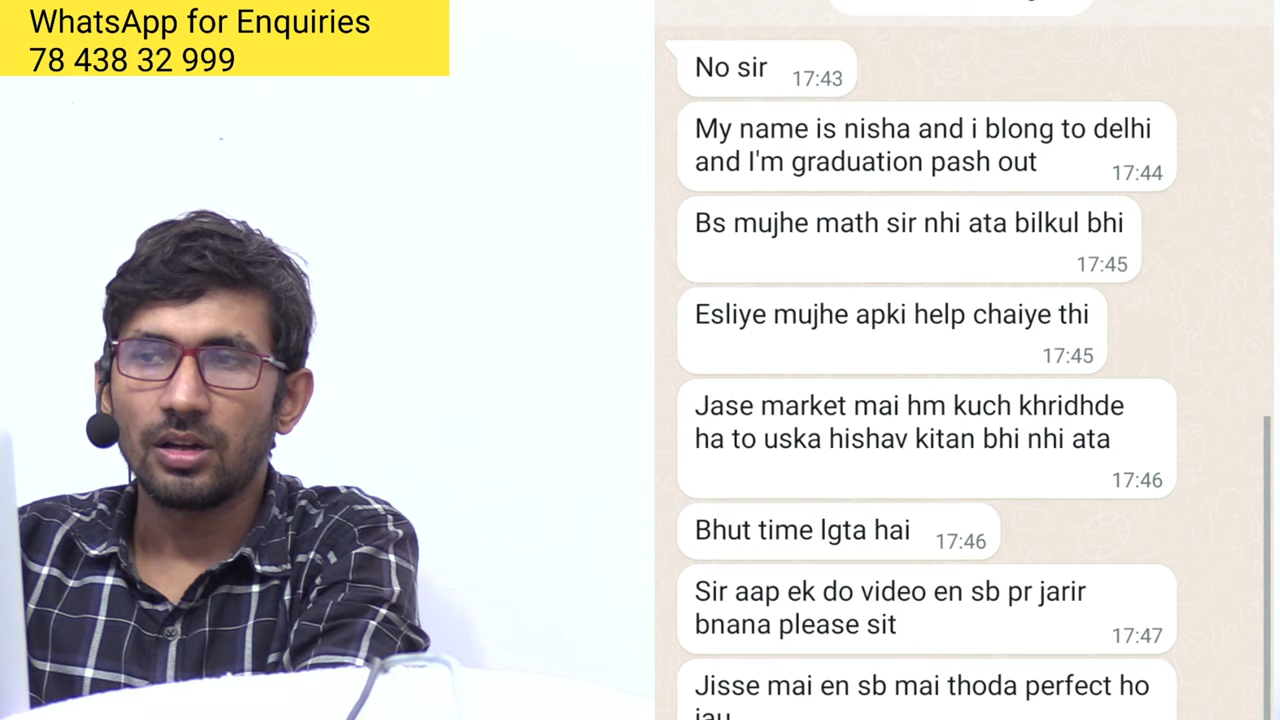 WhatsApp for Enquiries
78 438 32 999
No sir 17:43
My name is nisha and i blong to delhi
and I'm graduation pash out 17:44
Bs mujhe math sir nhi ata bilkul bhi
17:45
Esliye mujhe apki help chaiye thi
17:45
Jase market mai hm kuch khridhde
ha to uska hishav kitan bhi nhi ata
17:46
Bhut time lgta hai 17:46
Sir aap ek do video en sb pr jarir
bnana please sit 17:47
Jisse mai en sb mai thoda perfect ho
jau